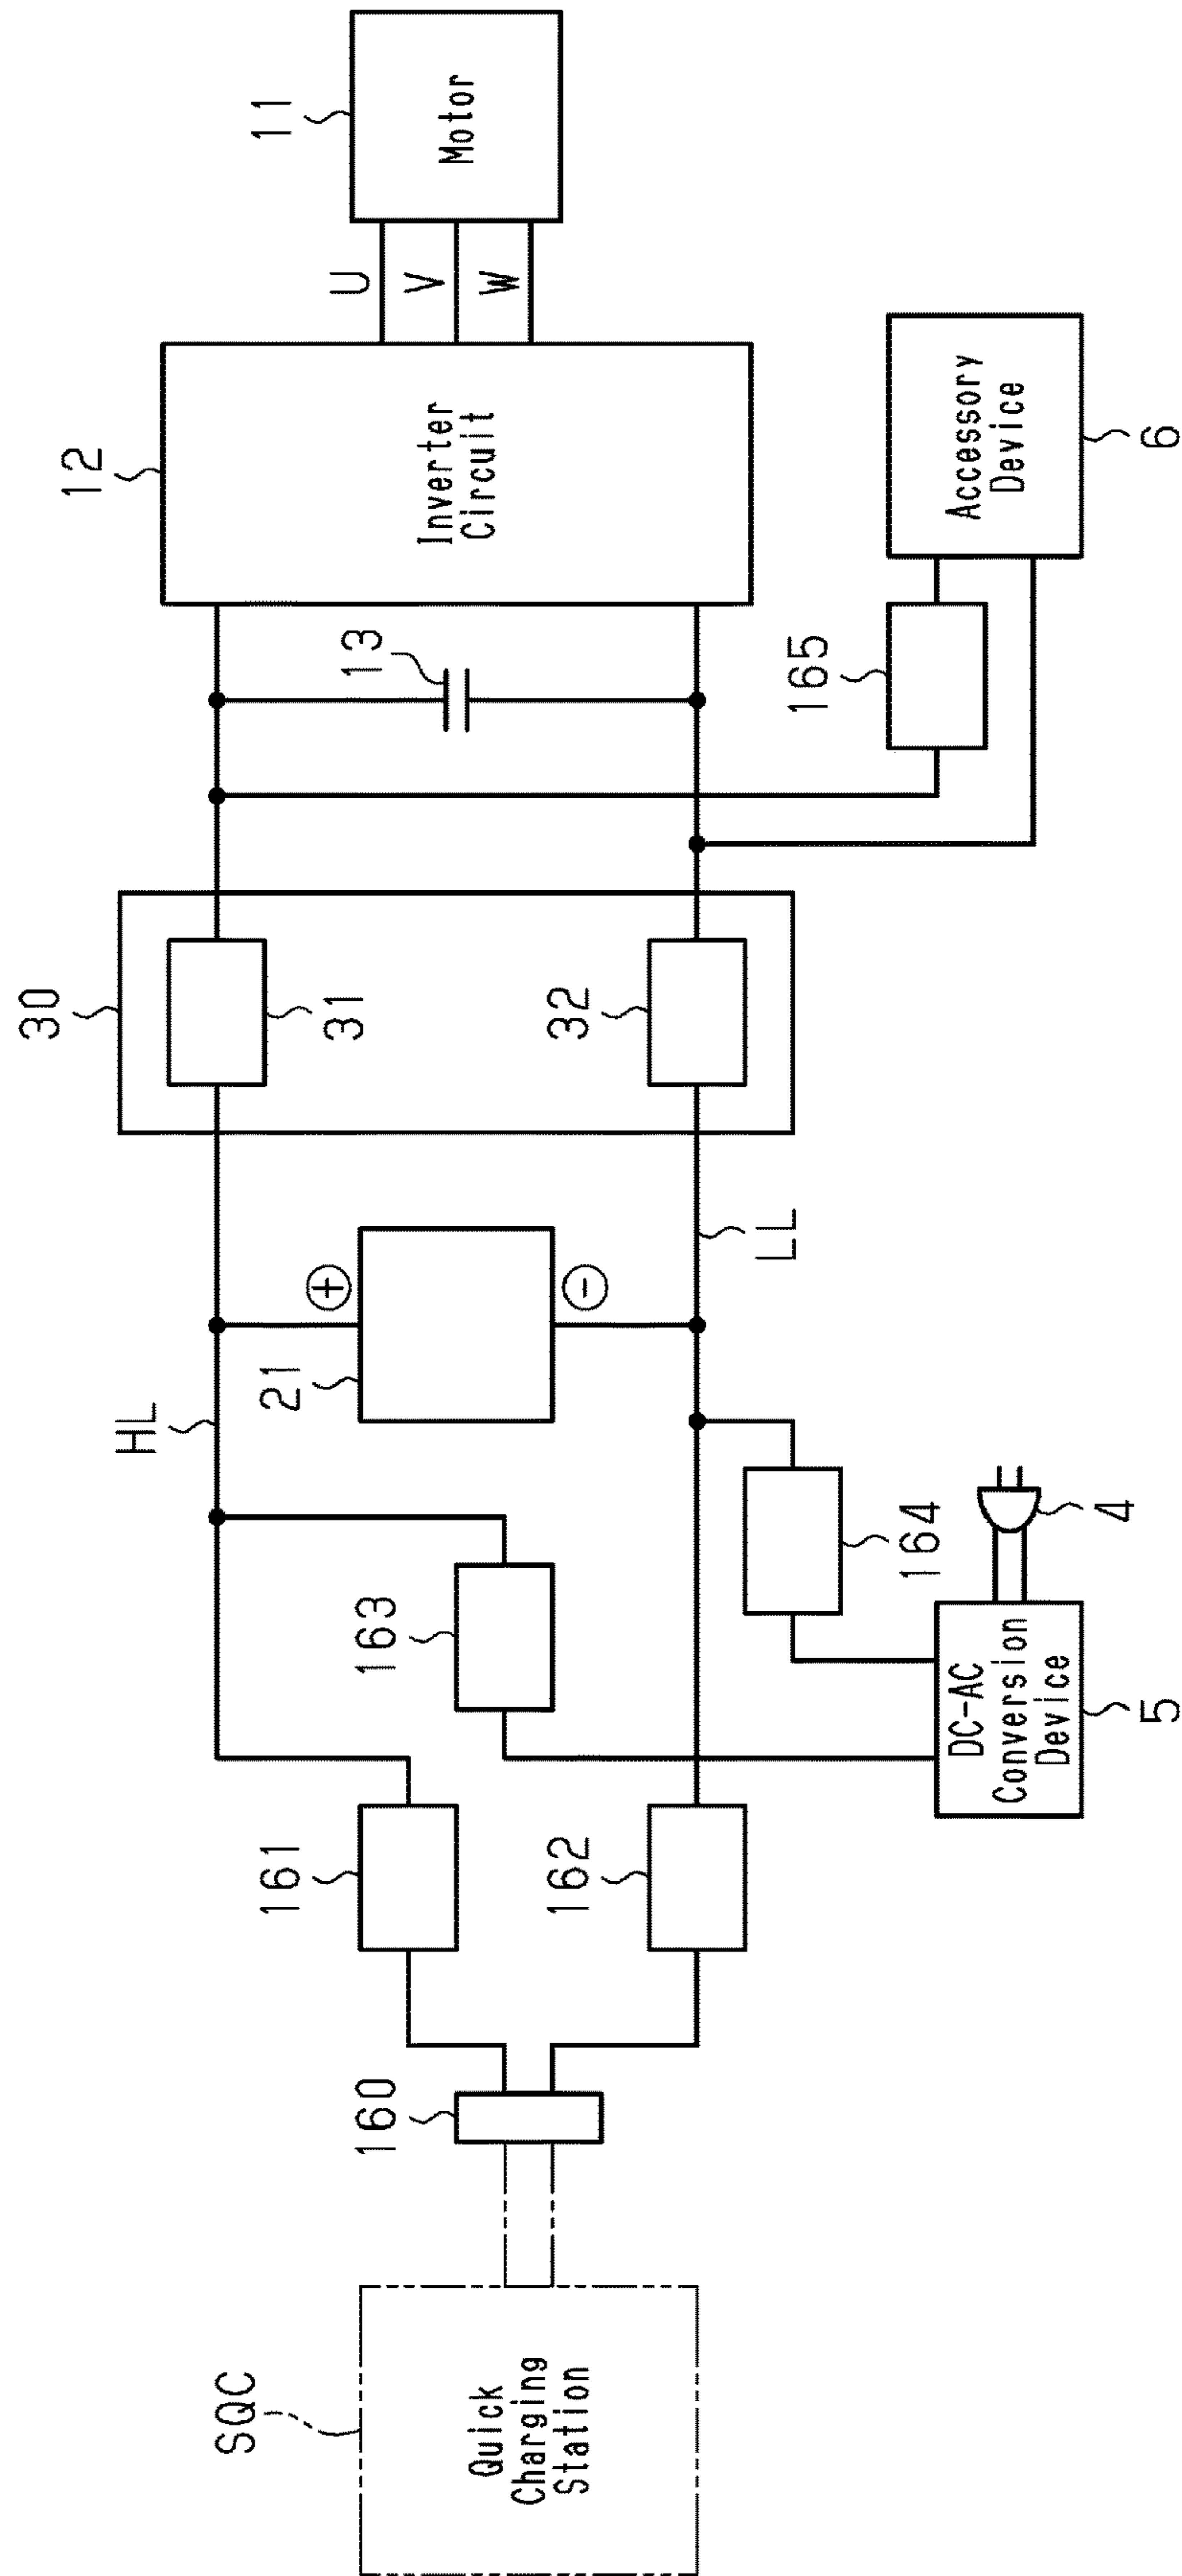 SQC
Quick
Charging
Station
160
161
162
163
HL
21
+
-
164
DC-AC
Conversion
Device
5
4
LL
30
31
32
13
165
12
Inverter
Circuit
U
V
W
11
Motor
Accessory
Device
6